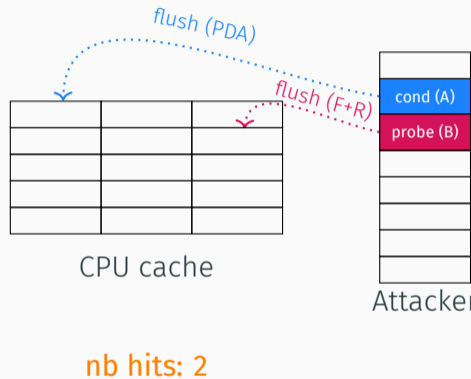 flush (PDA)
flush (F+R)
cond (A)
probe (B)
CPU cache
Attacker
nb hits: 2